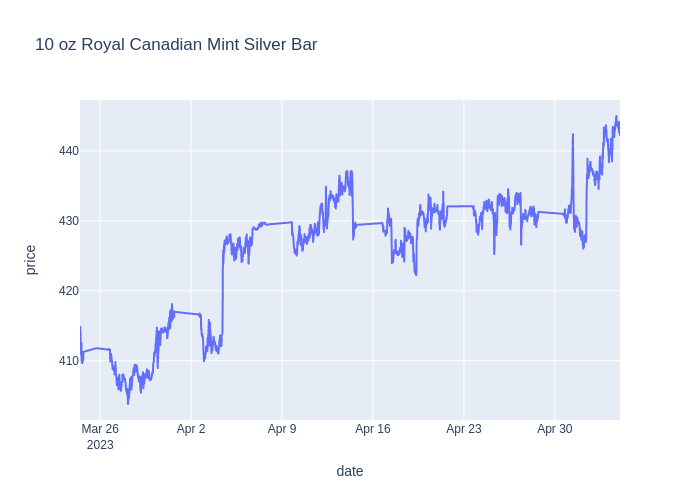 10 oz Royal Canadian Mint Silver Bar
440
430
420
410
price
Mar 26 Apr 2 Apr 9 Apr 16 Apr 23 Apr 30
2023
date